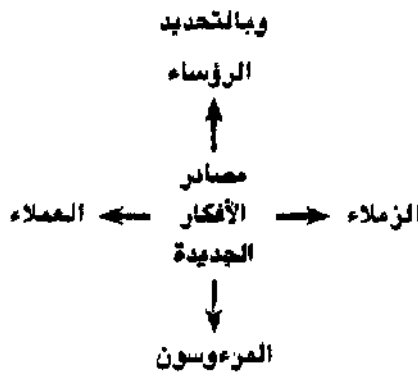 وبالتحديد
الرؤساء
مصادر
الزملاء
الأفكار
العملاء
الجديدة
المرءوسون